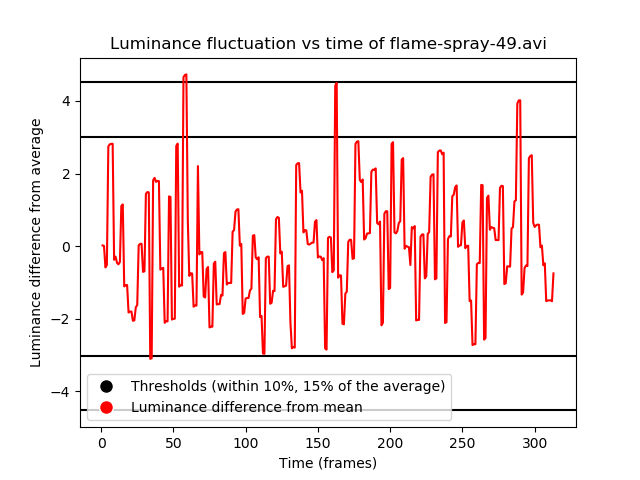 Luminance fluctuation vs time of flame-spray-49.avi
Luminance difference from average
4
2
0
−2
−4
Thresholds (within 10%, 15% of the average)
Luminance difference from mean
0 50 100 150 200 250 300
Time (frames)